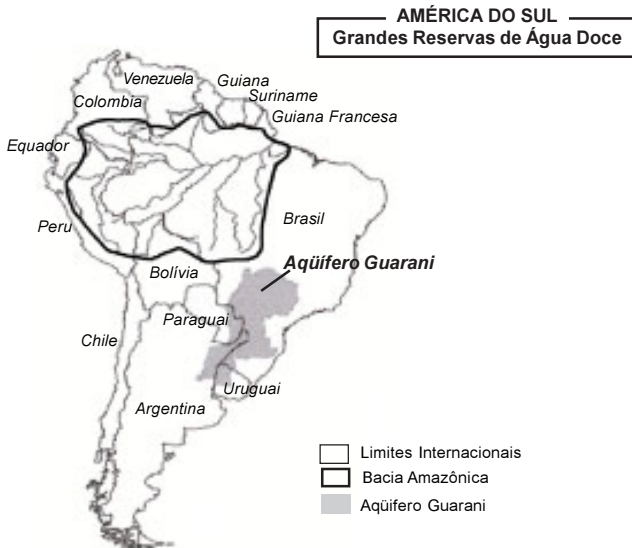 AMÉRICA DO SUL
Grandes Reservas de Água Doce
Venezuela
Guiana
Suriname
Colombia
Guiana Francesa
Equador
Peru
Brasil
Bolívia
Aqüífero Guarani
Paraguai
Chile
Uruguai
Argentina
Limites Internacionais
Bacia Amazônica
Aqüifero Guarani